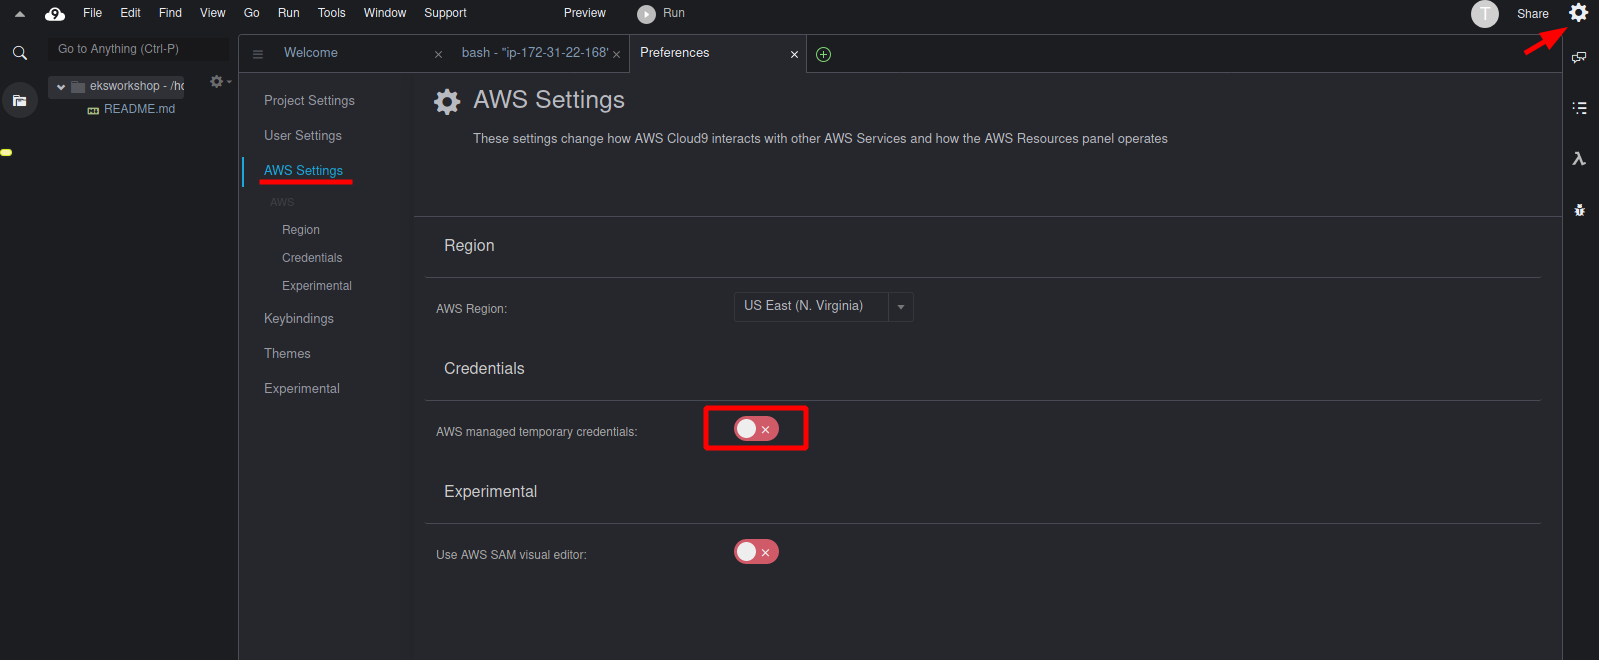 9 File Edit Find View Go Run Tools Window Support Preview Run T Share
Go to Anything (Ctrl-P)
Welcome bash - "ip-172-31-22-168" Preferences
eksworkshop - /ho
README.md
Project Settings
User Settings
AWS Settings
AWS
Region
Credentials
Experimental
Keybindings
Themes
Experimental
AWS Settings
These settings change how AWS Cloud9 interacts with other AWS Services and how the AWS Resources panel operates
Region
AWS Region: US East (N. Virginia)
Credentials
AWS managed temporary credentials:
Experimental
Use AWS SAM visual editor: